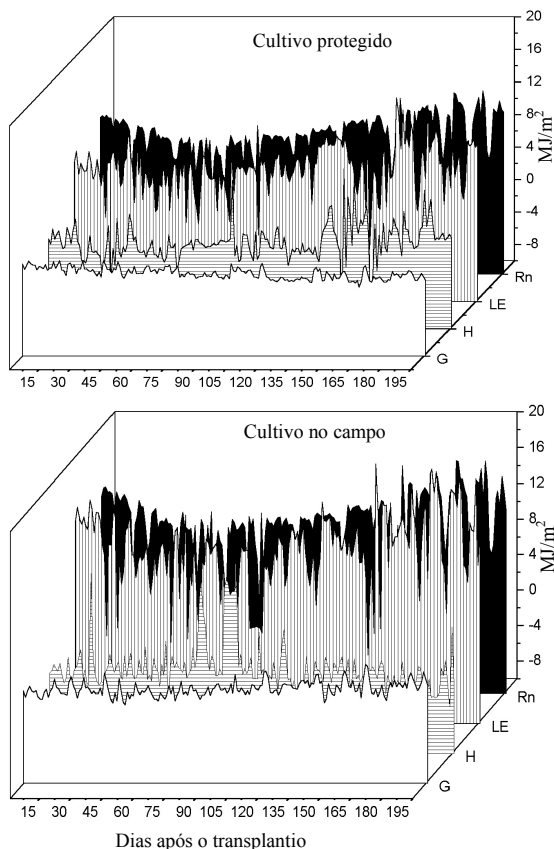 Cultivo protegido
20
16
12
8
4
0
-4
-8
MJ/m²
Rn
LE
H
G
15 30 45 60 75 90 105 120 135 150 165 180 195
Cultivo no campo
20
16
12
8
4
0
-4
-8
MJ/m²
Rn
LE
H
G
15 30 45 60 75 90 105 120 135 150 165 180 195
Dias após o transplantio